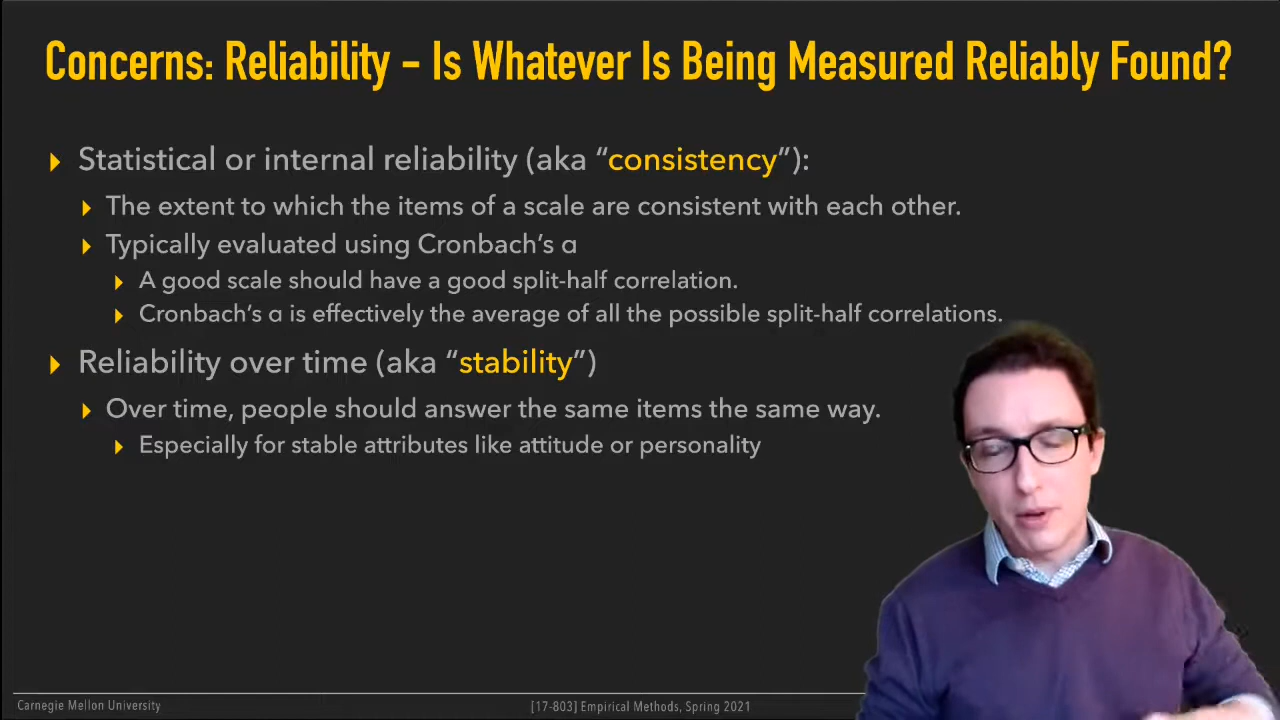 Concerns: Reliability – Is Whatever Is Being Measured Reliably Found?
Statistical or internal reliability (aka “consistency”):
The extent to which the items of a scale are consistent with each other.
Typically evaluated using Cronbach’s ɑ
A good scale should have a good split-half correlation.
Cronbach’s ɑ is effectively the average of all the possible split-half correlations.
Reliability over time (aka “stability”)
Over time, people should answer the same items the same way.
Especially for stable attributes like attitude or personality
Carnegie Mellon University
[17-803] Empirical Methods, Spring 2021